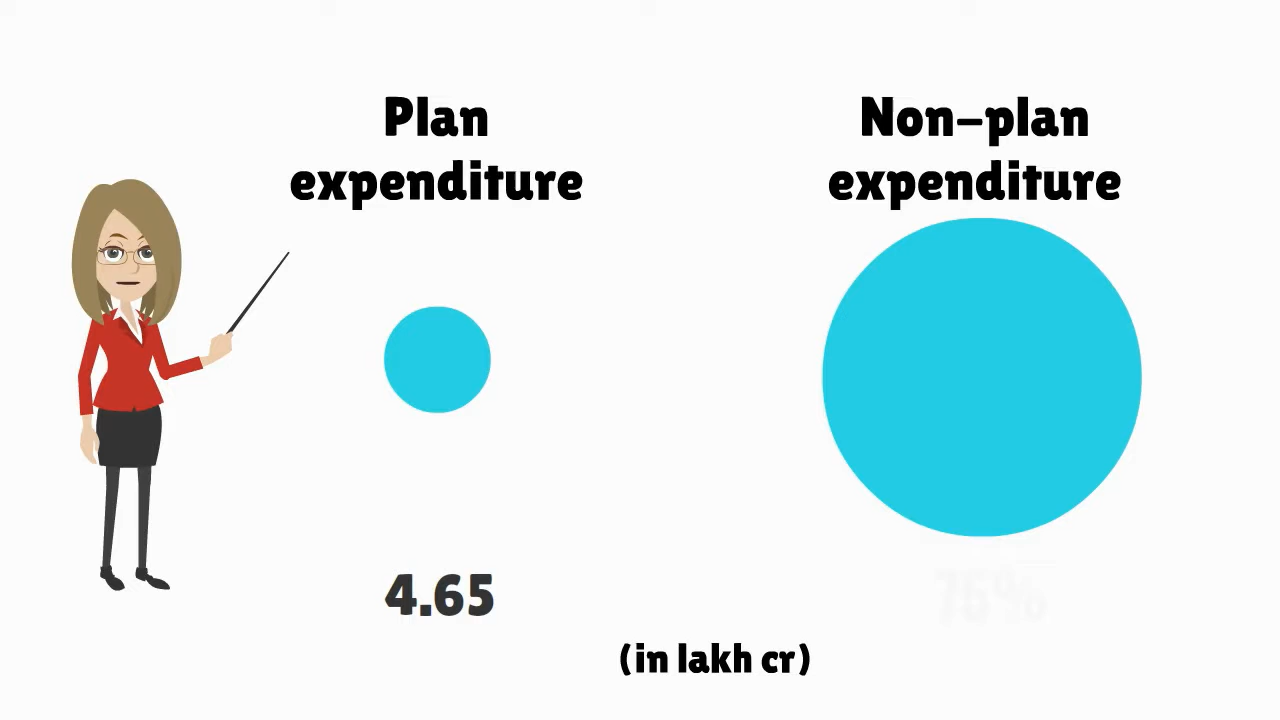 Plan
expenditure
Non-plan
expenditure
4.65
(in lakh cr)